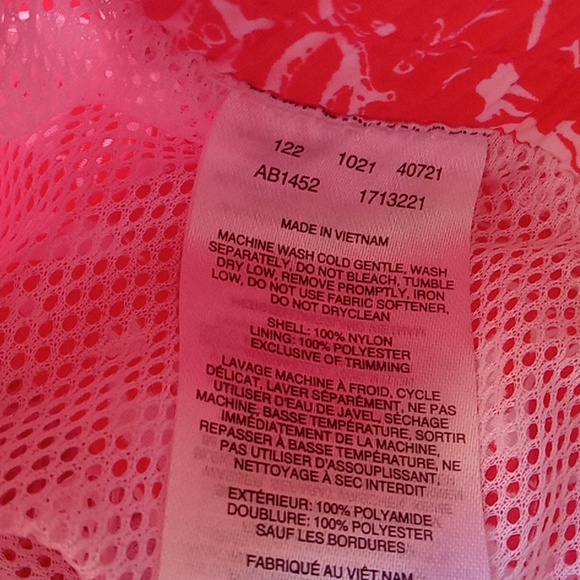 122 1021 40721
AB1452 1713221
MADE IN VIETNAM
MACHINE WASH COLD GENTLE, WASH
SEPARATELY, DO NOT BLEACH, TUMBLE
DRY LOW, REMOVE PROMPTLY, IRON
LOW, DO NOT USE FABRIC SOFTENER,
DO NOT DRYCLEAN
SHELL: 100% NYLON
LINING: 100% POLYESTER
EXCLUSIVE OF TRIMMING
LAVAGE MACHINE À FROID, CYCLE
DÉLICAT, LAVER SÉPARÉMENT, NE PAS
UTILISER D'EAU DE JAVEL, SÉCHAGE
MACHINE, BASSE TEMPÉRATURE, SORTIR
IMMÉDIATEMENT DE LA MACHINE,
REPASSER À BASSE TEMPÉRATURE, NE
PAS UTILISER D'ASSOUPLISSANT,
NETTOYAGE À SEC INTERDIT
EXTÉRIEUR: 100% POLYAMIDE
DOUBLURE: 100% POLYESTER
SAUF LES BORDURES
FABRIQUÉ AU VIÊT NAM